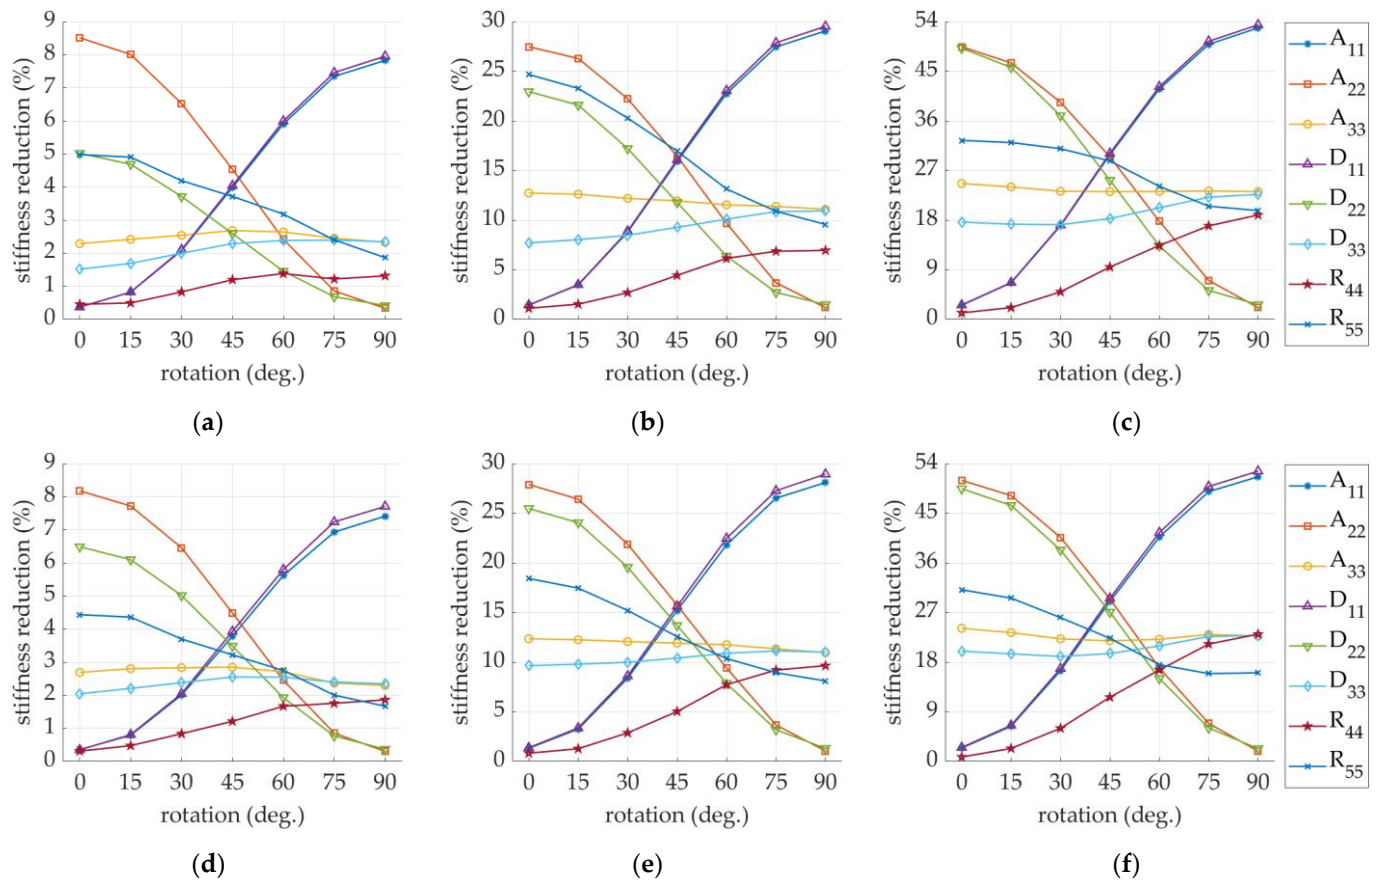 9 8 7 6 5 4 3 2 1 0
stiffness reduction (%)
0 15 30 45 60 75 90
rotation (deg.)
(a)
30 25 20 15 10 5 0
stiffness reduction (%)
0 15 30 45 60 75 90
rotation (deg.)
(b)
54 45 36 27 18 9 0
stiffness reduction (%)
0 15 30 45 60 75 90
rotation (deg.)
(c)
A11
A22
A33
D11
D22
D33
R44
R55
9 8 7 6 5 4 3 2 1 0
stiffness reduction (%)
0 15 30 45 60 75 90
rotation (deg.)
(d)
30 25 20 15 10 5 0
stiffness reduction (%)
0 15 30 45 60 75 90
rotation (deg.)
(e)
54 45 36 27 18 9 0
stiffness reduction (%)
0 15 30 45 60 75 90
rotation (deg.)
(f)
A11
A22
A33
D11
D22
D33
R44
R55